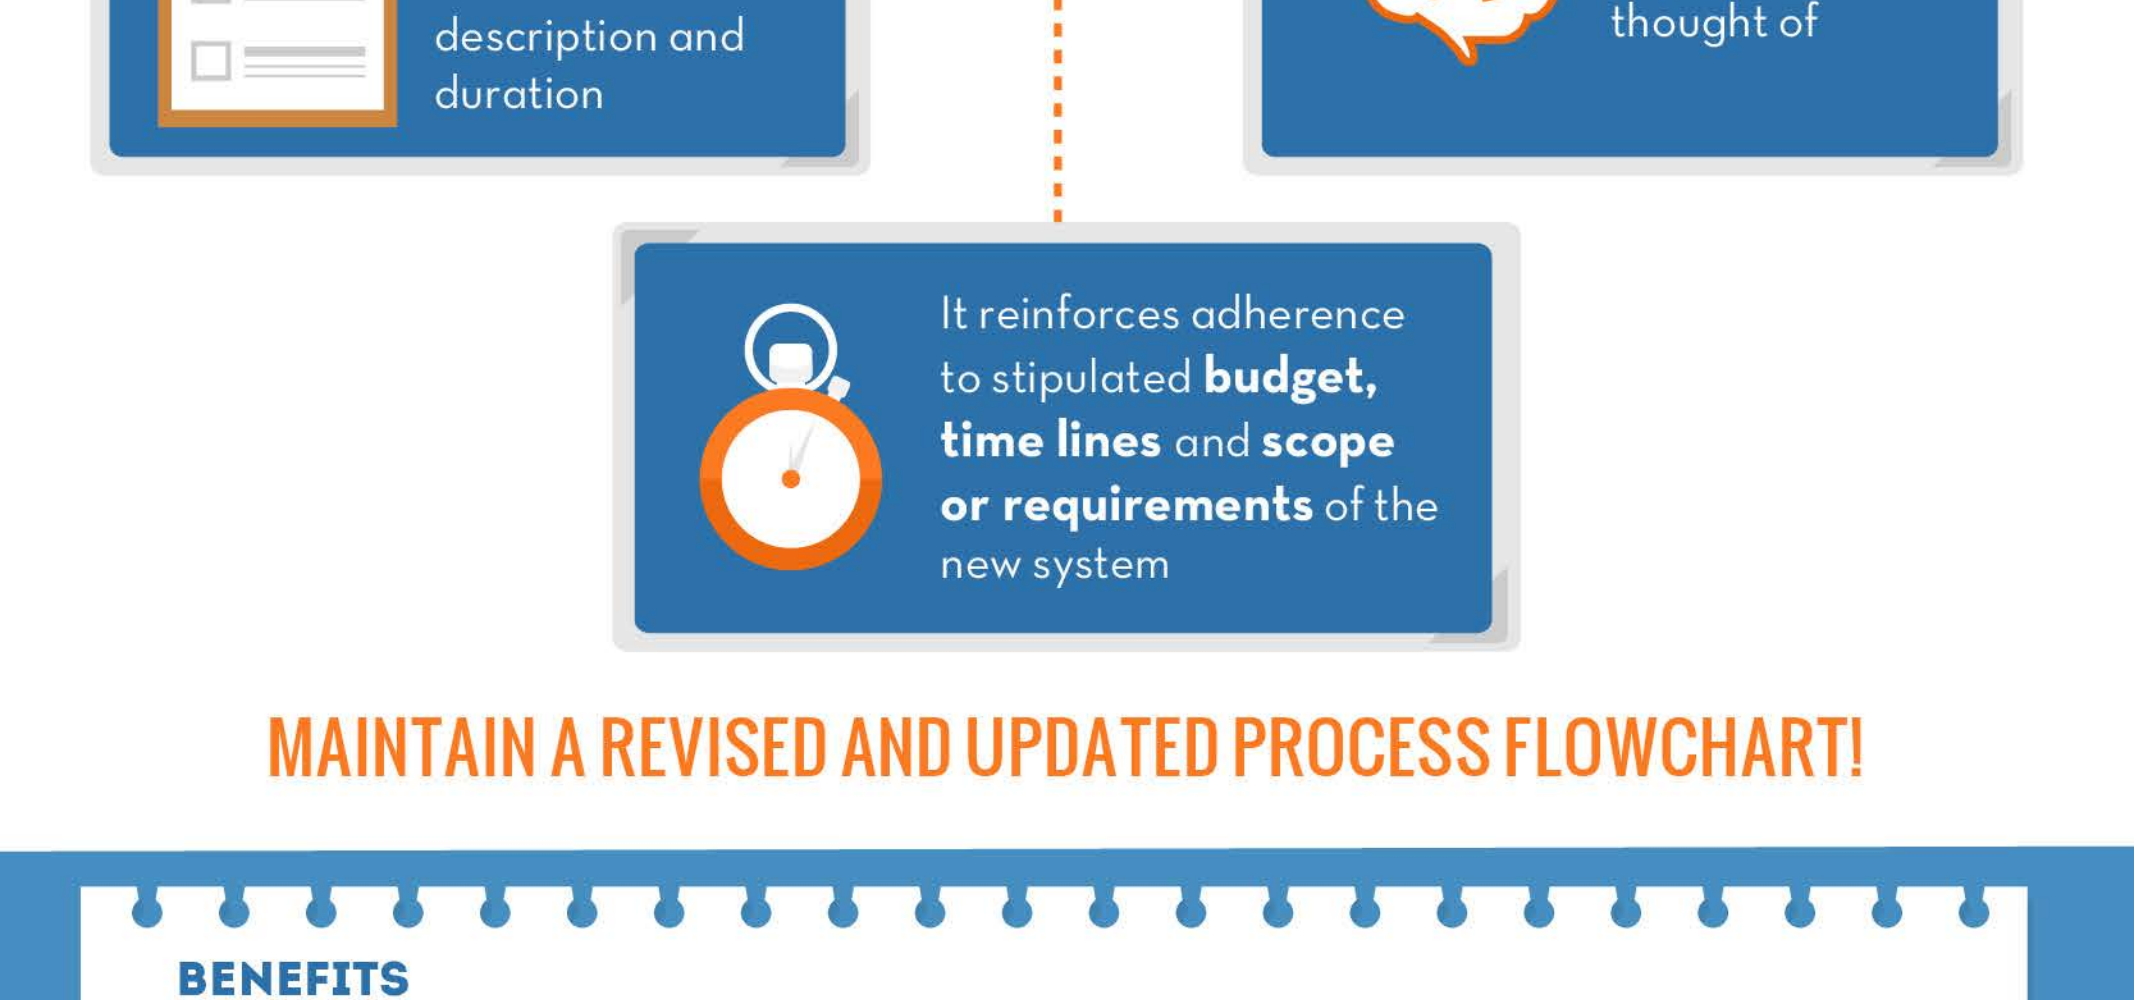 description and
duration
thought of
It reinforces adherence
to stipulated budget,
time lines and scope
or requirements of the
new system
MAINTAIN A REVISED AND UPDATED PROCESS FLOWCHART!
BENEFITS